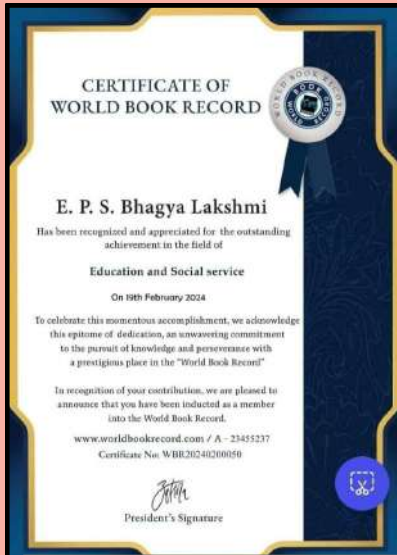 CERTIFICATE OF
WORLD BOOK RECORD
WORLD BOOK RECORD
BOOK
WORLD
RECORD
E. P. S. Bhagya Lakshmi
Has been recognized and appreciated for the outstanding
achievement in the field of
Education and Social service
On 19th February 2024
To celebrate this momentous accomplishment, we acknowledge
this epitome of dedication, an unwavering commitment
to the pursuit of knowledge and perseverance with
a prestigious place in the "World Book Record"
In recognition of your contribution, we are pleased to
announce that you have been inducted as a member
into the World Book Record.
www.worldbookrecord.com / A - 23455237
Certificate No: WBR20240200050
President's Signature